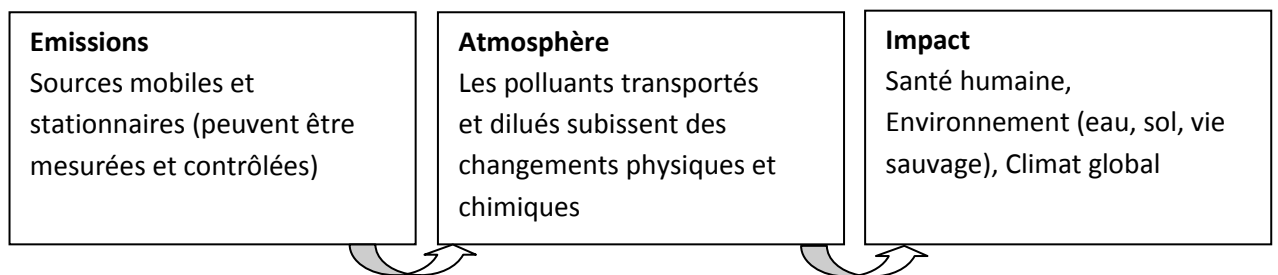 Emissions
Sources mobiles et
stationnaires (peuvent être
mesurées et contrôlées)
Atmosphère
Les polluants transportés
et dilués subissent des
changements physiques et
chimiques
Impact
Santé humaine,
Environnement (eau, sol, vie
sauvage), Climat global